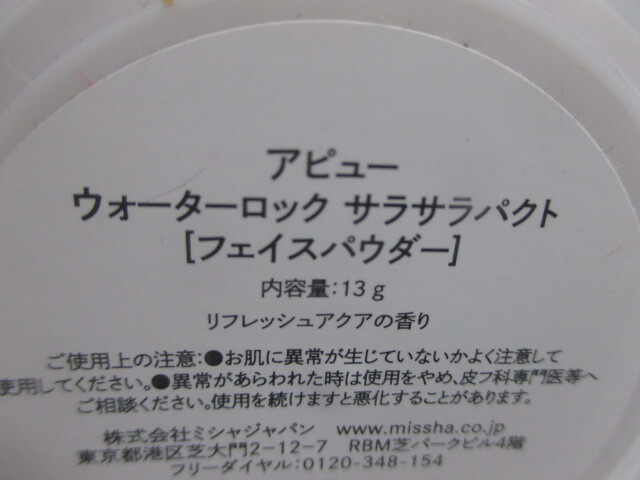 アピュー
ウォーターロック サラサラパクト
[フェイスパウダー]
内容量:13g
リフレッシュアクアの香り
ご使用上の注意:●お肌に異常が生じていないかよく注意して
使用してください。●異常があらわれた時は使用をやめ、皮フ科専門医等へ
ご相談ください。使用を続けますと悪化することがあります。
株式会社ミシャジャパン www.missha.co.jp
東京都港区芝大門2-12-7 RBM芝パークビル4階
フリーダイヤル:0120-348-154